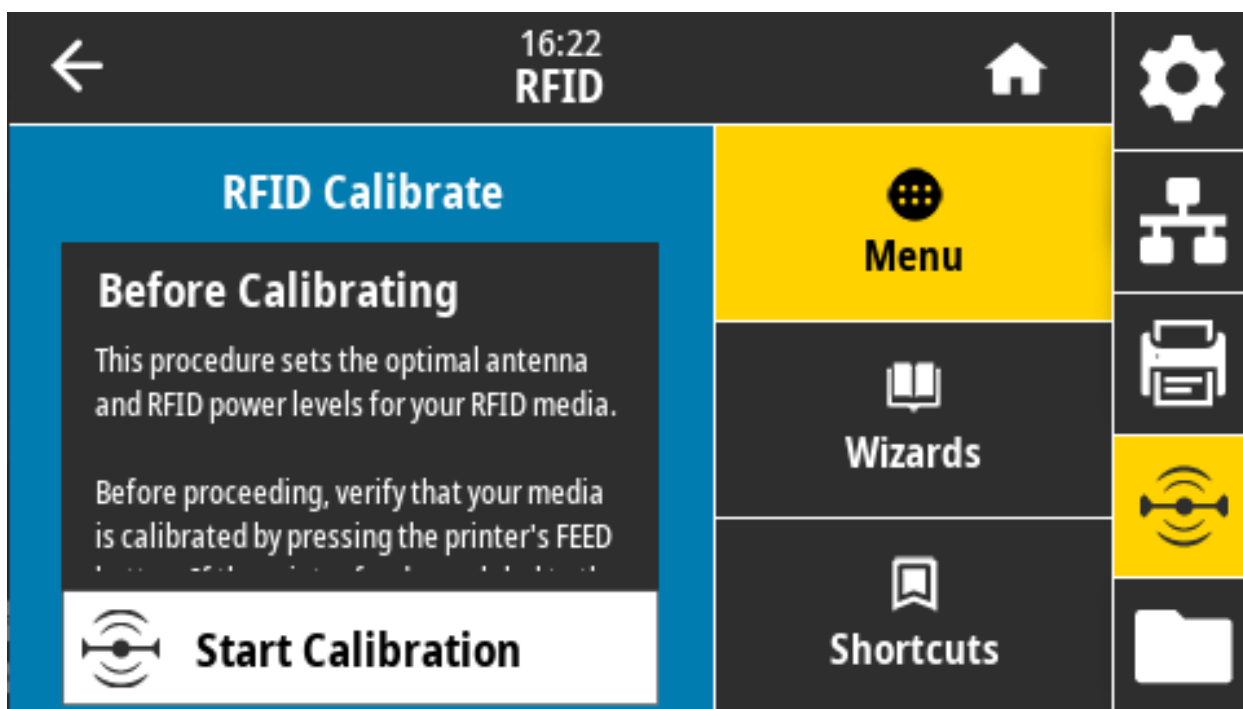 16:22
RFID
RFID Calibrate
Before Calibrating
This procedure sets the optimal antenna
and RFID power levels for your RFID media.
Before proceeding, verify that your media
is calibrated by pressing the printer's FEED
Start Calibration
Menu
Wizards
Shortcuts